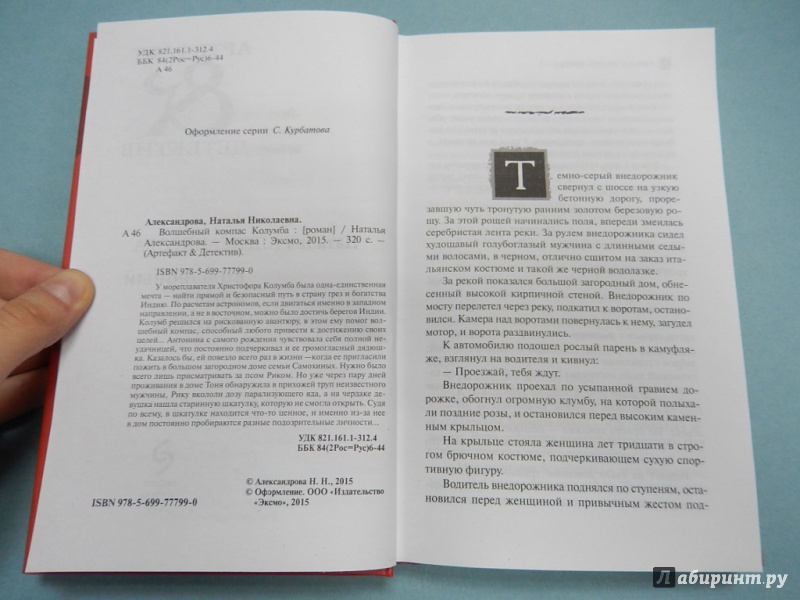 УДК 821.161.1-312.4
ББК 84(2Рос=Рус)6-44
А 46
Оформление серии С. Курбатова
Александрова, Наталья Николаевна.
А 46 Волшебный компас Колумба : [роман] / Наталья
Александрова. — Москва : Эксмо, 2015. — 320 с. —
(Артефакт & Детектив).
ISBN 978-5-699-77799-0
У мореплавателя Христофора Колумба была одна-единственная
мечта — найти прямой и безопасный путь в страну грез и богатства
Индию. По расчетам астрономов, если двигаться именно в западном
направлении, а не в восточном, можно было достичь берегов Индии.
Колумб решился на рискованную авантюру, в этом ему помог вол-
шебный компас, способный любого привести к достижению своих
целей... Антонина с самого рождения чувствовала себя полной не-
удачницей, что постоянно подчеркивал и ее громогласный дядюш-
ка. Казалось бы, ей повезло всего раз в жизни —когда ее пригласили
пожить в большом загородном доме семьи Самохиных. Нужно было
всего лишь присматривать за псом Риком. Но уже через пару дней
проживания в доме Тоня обнаружила в прихожей труп неизвестного
мужчины, Рику вкололи дозу парализующего яда, а на чердаке де-
вушка нашла старинную шкатулку, которую не смогла открыть. Судя
по всему, в шкатулке находится что-то ценное, и именно из-за нее
в дом постоянно пробираются разные подозрительные личности...
УДК 821.161.1-312.4
ББК 84(2Рос=Рус)6-44
© Александрова Н. Н., 2015
© Оформление. ООО «Издательство
«Эксмо», 2015
ISBN 978-5-699-77799-0
Темно-серый внедорожник
свернул с шоссе на узкую
бетонную дорогу, проре-
завшую чуть тронутую ранним золотом березовую ро-
щу. За этой рощей начинались поля, впереди змеилась
серебристая лента реки. За рулем внедорожника сидел
худощавый голубоглазый мужчина с длинными седы-
ми волосами, в черном, отлично сшитом на заказ ита-
льянском костюме и такой же черной водолазке.
За рекой показался большой загородный дом, обне-
сенный высокой кирпичной стеной. Внедорожник по
мосту перелетел через реку, подкатил к воротам, оста-
новился. Камера над воротами повернулась к нему, загудел
мотор, и ворота раздвинулись.
К автомобилю подошел рослый парень в камуфля-
же, взглянул на водителя и кивнул:
— Проезжай, тебя ждут.
Внедорожник проехал по усыпанной гравием до-
рожке, обогнул огромную клумбу, на которой полыха-
ли поздние розы, и остановился перед высоким камен-
ным крыльцом.
На крыльце стояла женщина лет тридцати в стро-
гом брючном костюме, подчеркивающем сухую спор-
тивную фигуру.
Водитель внедорожника поднялся по ступеням, оста-
новился перед женщиной и привычным жестом под-
Лабиринт.ру